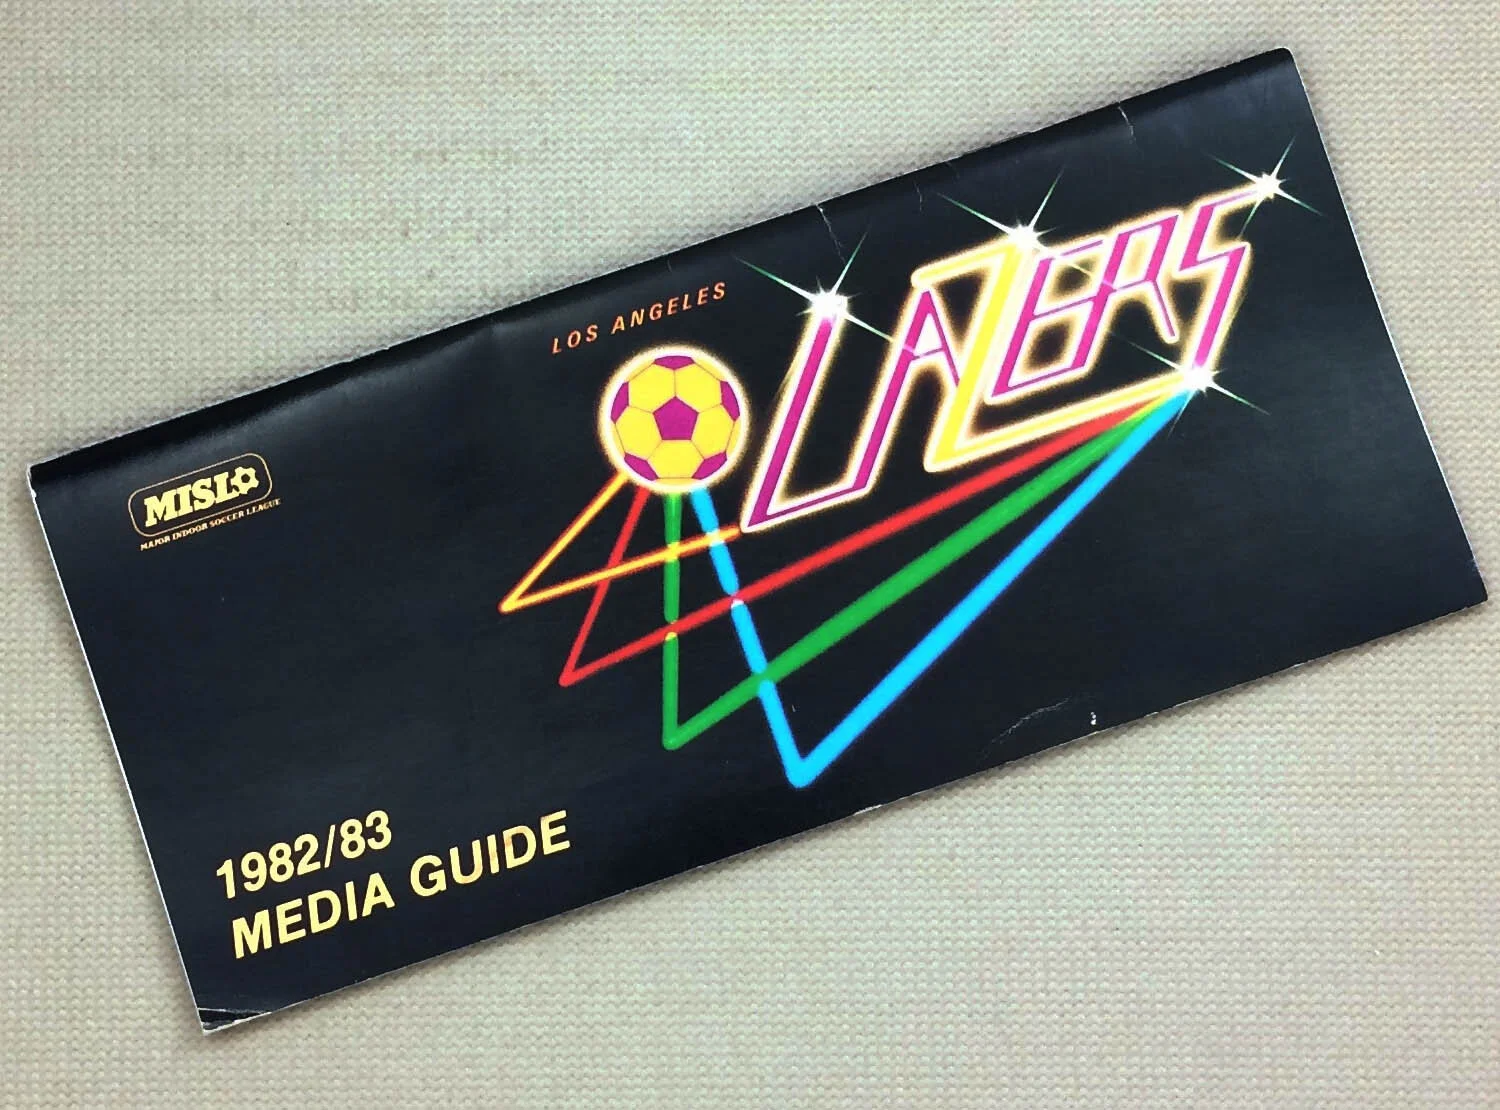 LOS ANGELES
LAZERS
MISL
MAJOR INDOOR SOCCER LEAGUE
1982/83
MEDIA GUIDE